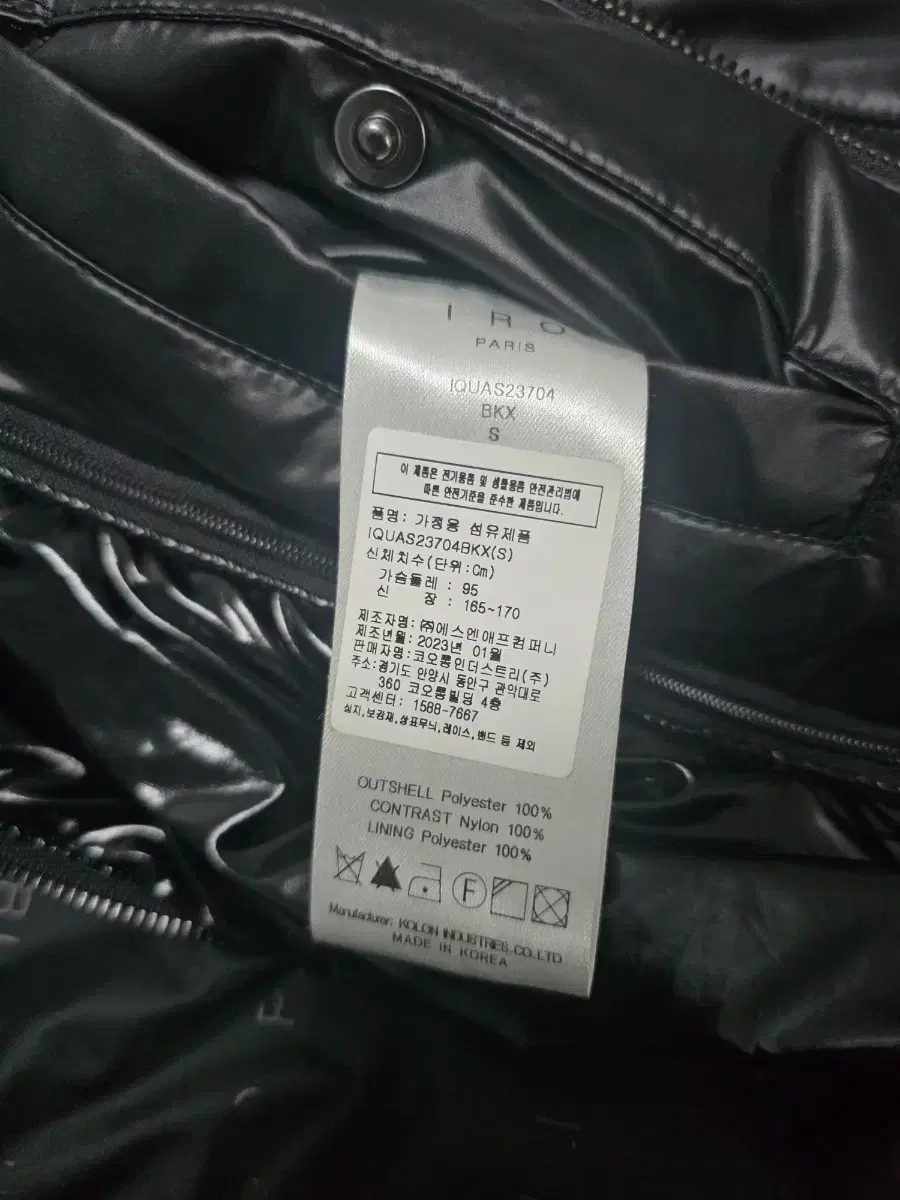 IRO
PARIS
IQUAS23704
BKX
S
이 제품은 전기용품 및 생활용품 안전관리법에
따른 안전기준을 준수한 제품입니다.
품명: 가정용 섬유제품
IQUAS23704BKX(S)
신체치수(단위:Cm)
가슴둘레 : 95
신 장 : 165~170
제조자명: ㈜에스엔애프컴퍼니
제조년월: 2023년 01월
판매자명:코오롱인더스트리(주)
주소:경기도 안양시 동안구 관악대로
360 코오롱빌딩 4층
고객센터: 1588-7667
심지,보강재,상표무늬,레이스,밴드 등 제외
OUTSHELL Polyester 100%
CONTRAST Nylon 100%
LINING Polyester 100%
F
Manufacturer: KOLON INDUSTRIES.CO.LTD
MADE IN KOREA